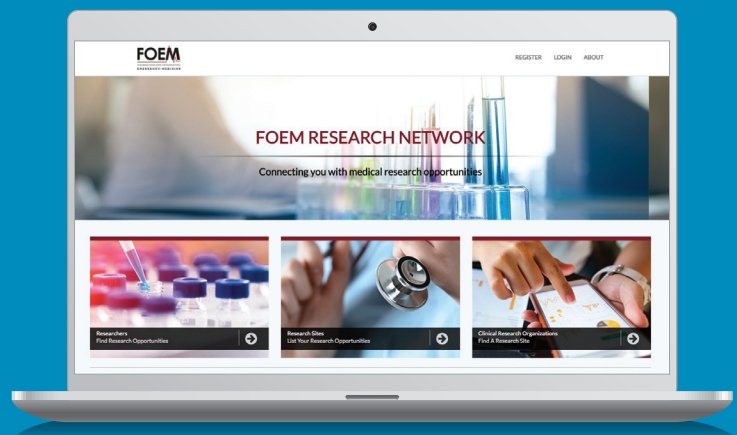 FOEM
REGISTER LOGIN ABOUT
FOEM RESEARCH NETWORK
Connecting you with medical research opportunities
Researchers
Find Research Opportunities
Research Sites
List Your Research Opportunities
Clinical Research Organizations
Find A Research Site